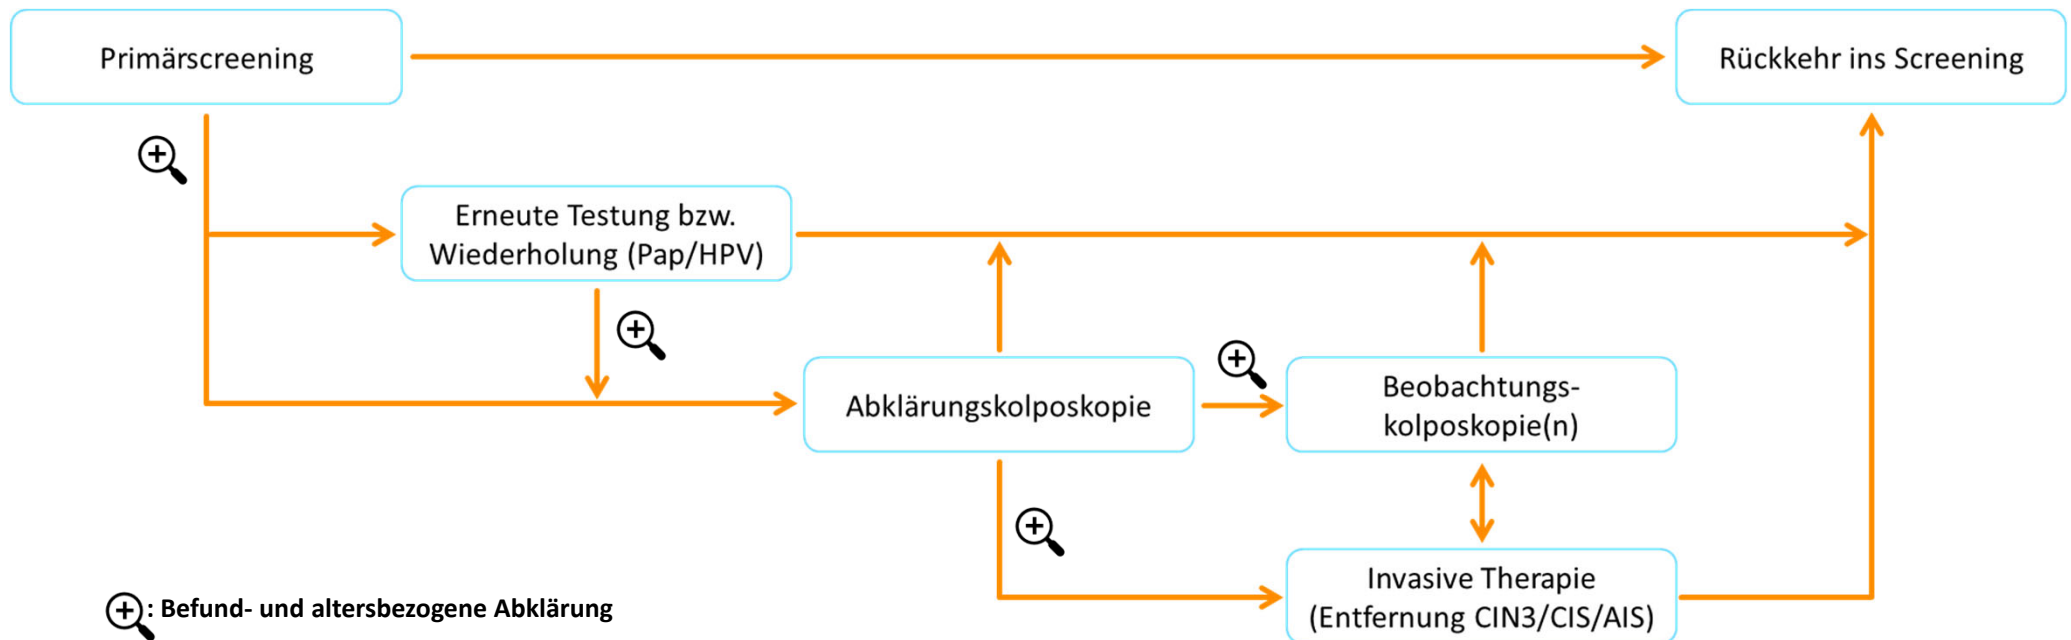 Primärscreening
Rückkehr ins Screening
Erneute Testung bzw.
Wiederholung (Pap/HPV)
Abklärungskolposkopie
Beobachtungs-
kolposkopie(n)
Invasive Therapie
(Entfernung CIN3/CIS/AIS)
: Befund- und altersbezogene Abklärung